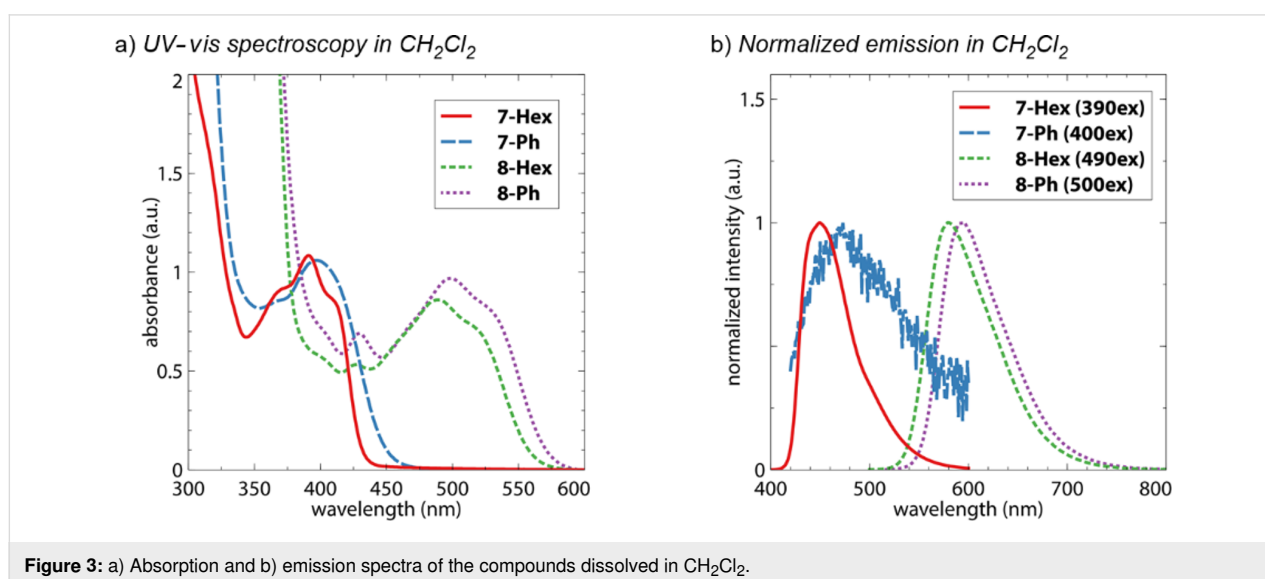 a) UV–vis spectroscopy in CH₂Cl₂
2
1.5
1
0.5
0
300 350 400 450 500 550 600
absorbance (a.u.)
wavelength (nm)
7-Hex
7-Ph
8-Hex
8-Ph
b) Normalized emission in CH₂Cl₂
1.5
1
0
400 500 600 700 800
normalized intensity (a.u.)
wavelength (nm)
7-Hex (390ex)
7-Ph (400ex)
8-Hex (490ex)
8-Ph (500ex)
Figure 3: a) Absorption and b) emission spectra of the compounds dissolved in CH₂Cl₂.